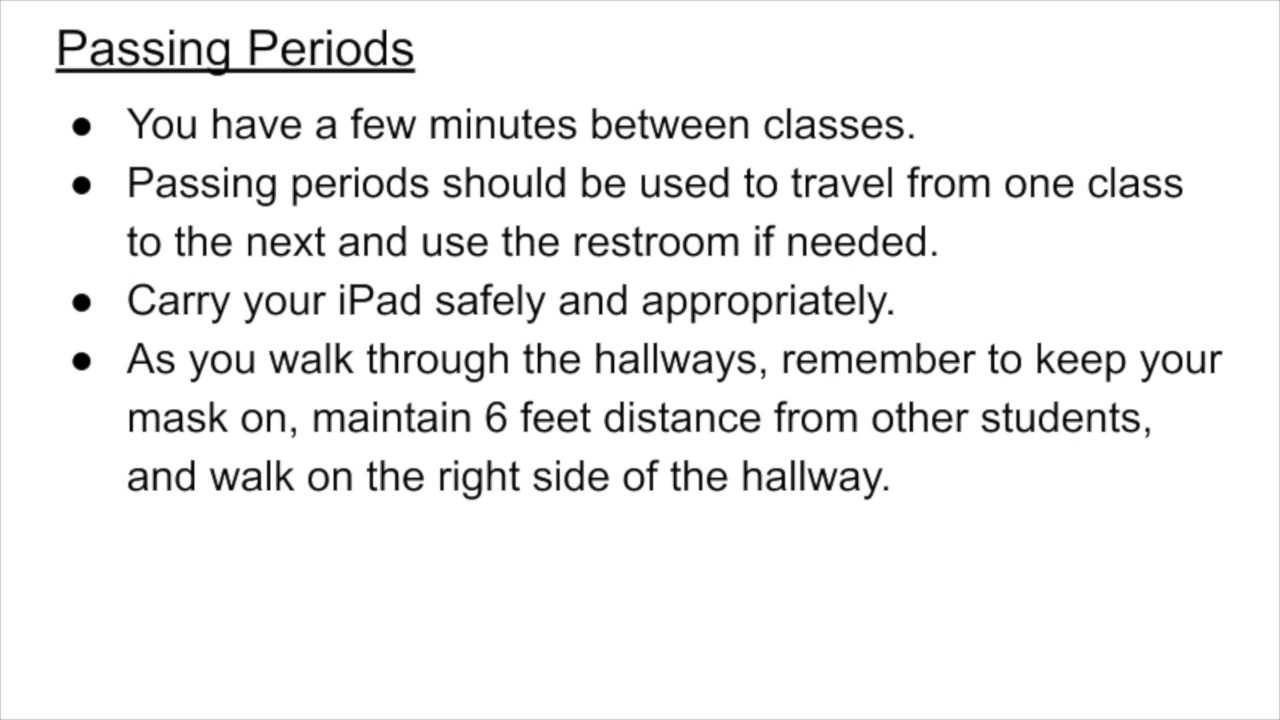 Passing Periods
● You have a few minutes between classes.
● Passing periods should be used to travel from one class
to the next and use the restroom if needed.
● Carry your iPad safely and appropriately.
● As you walk through the hallways, remember to keep your
mask on, maintain 6 feet distance from other students,
and walk on the right side of the hallway.